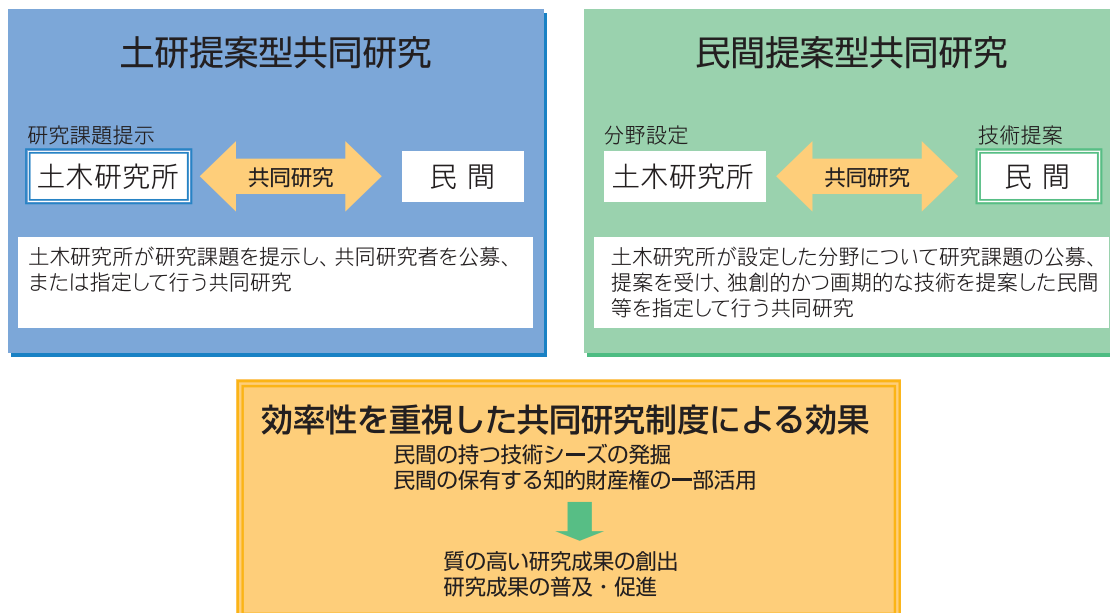 土研提案型共同研究
研究課題提示
土木研究所
共同研究
民 間
土木研究所が研究課題を提示し、共同研究者を公募、
または指定して行う共同研究
民間提案型共同研究
分野設定
土木研究所
共同研究
技術提案
民 間
土木研究所が設定した分野について研究課題の公募、
提案を受け、独創的かつ画期的な技術を提案した民間
等を指定して行う共同研究
効率性を重視した共同研究制度による効果
民間の持つ技術シーズの発掘
民間の保有する知的財産権の一部活用
質の高い研究成果の創出
研究成果の普及・促進